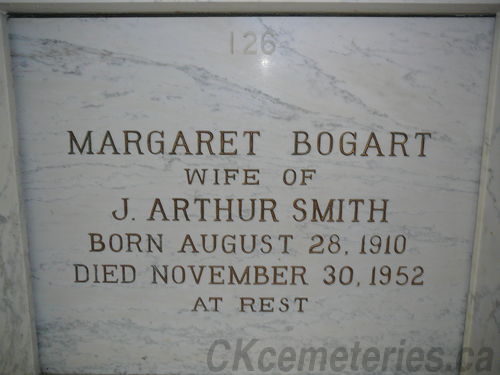 126
MARGARET BOGART
WIFE OF
J. ARTHUR SMITH
BORN AUGUST 28, 1910
DIED NOVEMBER 30, 1952
AT REST
CKcemeteries.ca